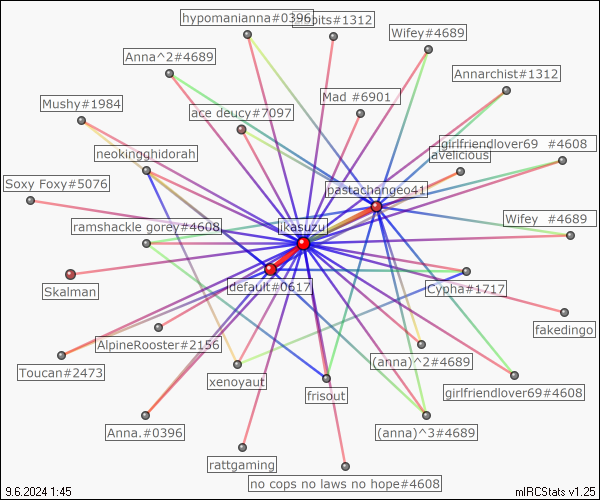 hypomanianna#0396
bits#1312
Wifey#4689
Anna^2#4689
Annarchist#1312
Mad #6901
Mushy#1984
ace deucy#7097
girlfriendlover69 #4608
neokingghidorah
avelicious
Soxy Foxy#5076
pastachangeo41
ramshackle gorey#4608
ikasuzu
Wifey #4689
Skalman
default#0617
Cypha#1717
fakedingo
AlpineRooster#2156
Toucan#2473
(anna)^2#4689
xenoyaut
frisout
girlfriendlover69#4608
Anna.#0396
(anna)^3#4689
rattgaming
no cops no laws no hope#4608
9.6.2024 1:45
mIRCStats v1.25